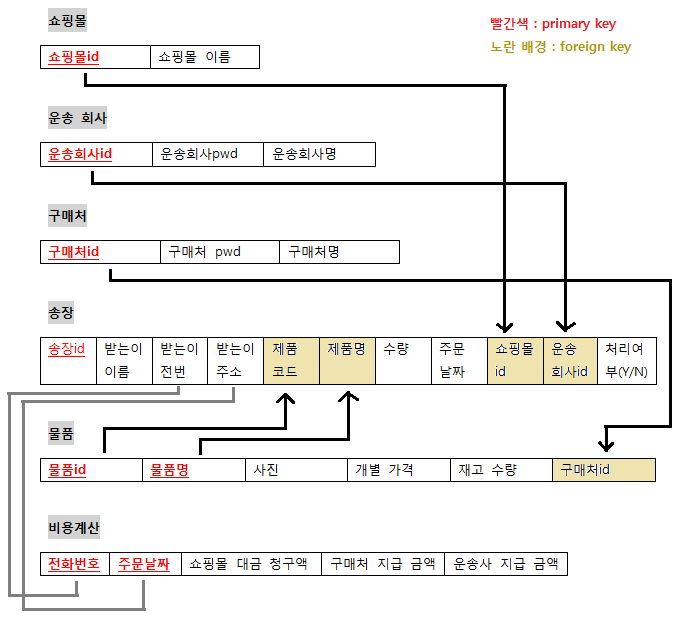 쇼핑몰
빨간색 : primary key
노란 배경 : foreign key
쇼핑몰id 쇼핑몰 이름
운송 회사
운송회사id 운송회사pwd 운송회사명
구매처
구매처id 구매처 pwd 구매처명
송장
송장id 받는이 받는이 받는이 제품 제품명 수량 주문 쇼핑몰 운송 처리여
이름 전번 주소 코드 날짜 id 회사id 부(Y/N)
물품
물품id 물품명 사진 개별 가격 재고 수량 구매처id
비용계산
전화번호 주문날짜 쇼핑몰 대금 청구액 구매처 지급 금액 운송사 지급 금액